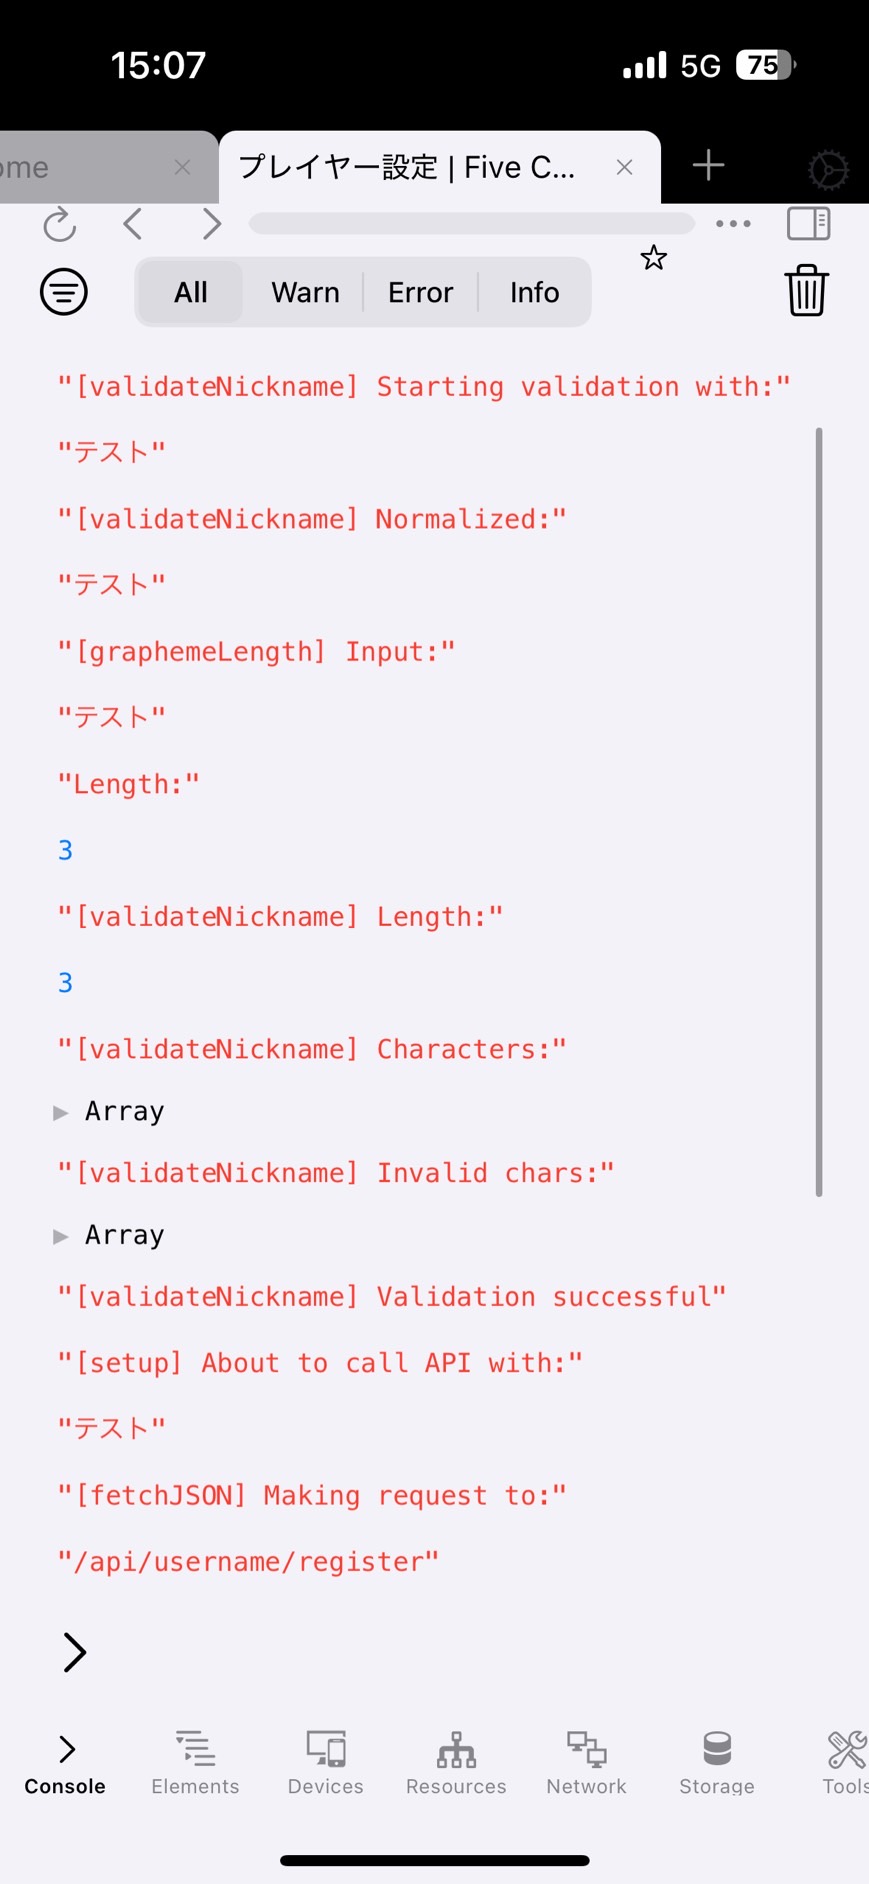 15:07
5G
75
ome
プレイヤー設定 | Five C...
All
Warn
Error
Info
"[validateNickname] Starting validation with:"
"テスト"
"[validateNickname] Normalized:"
"テスト"
"[graphemeLength] Input:"
"テスト"
"Length:"
3
"[validateNickname] Length:"
3
"[validateNickname] Characters:"
Array
"[validateNickname] Invalid chars:"
Array
"[validateNickname] Validation successful"
"[setup] About to call API with:"
"テスト"
"[fetchJSON] Making request to:"
"/api/username/register"
Console
Elements
Devices
Resources
Network
Storage
Tools